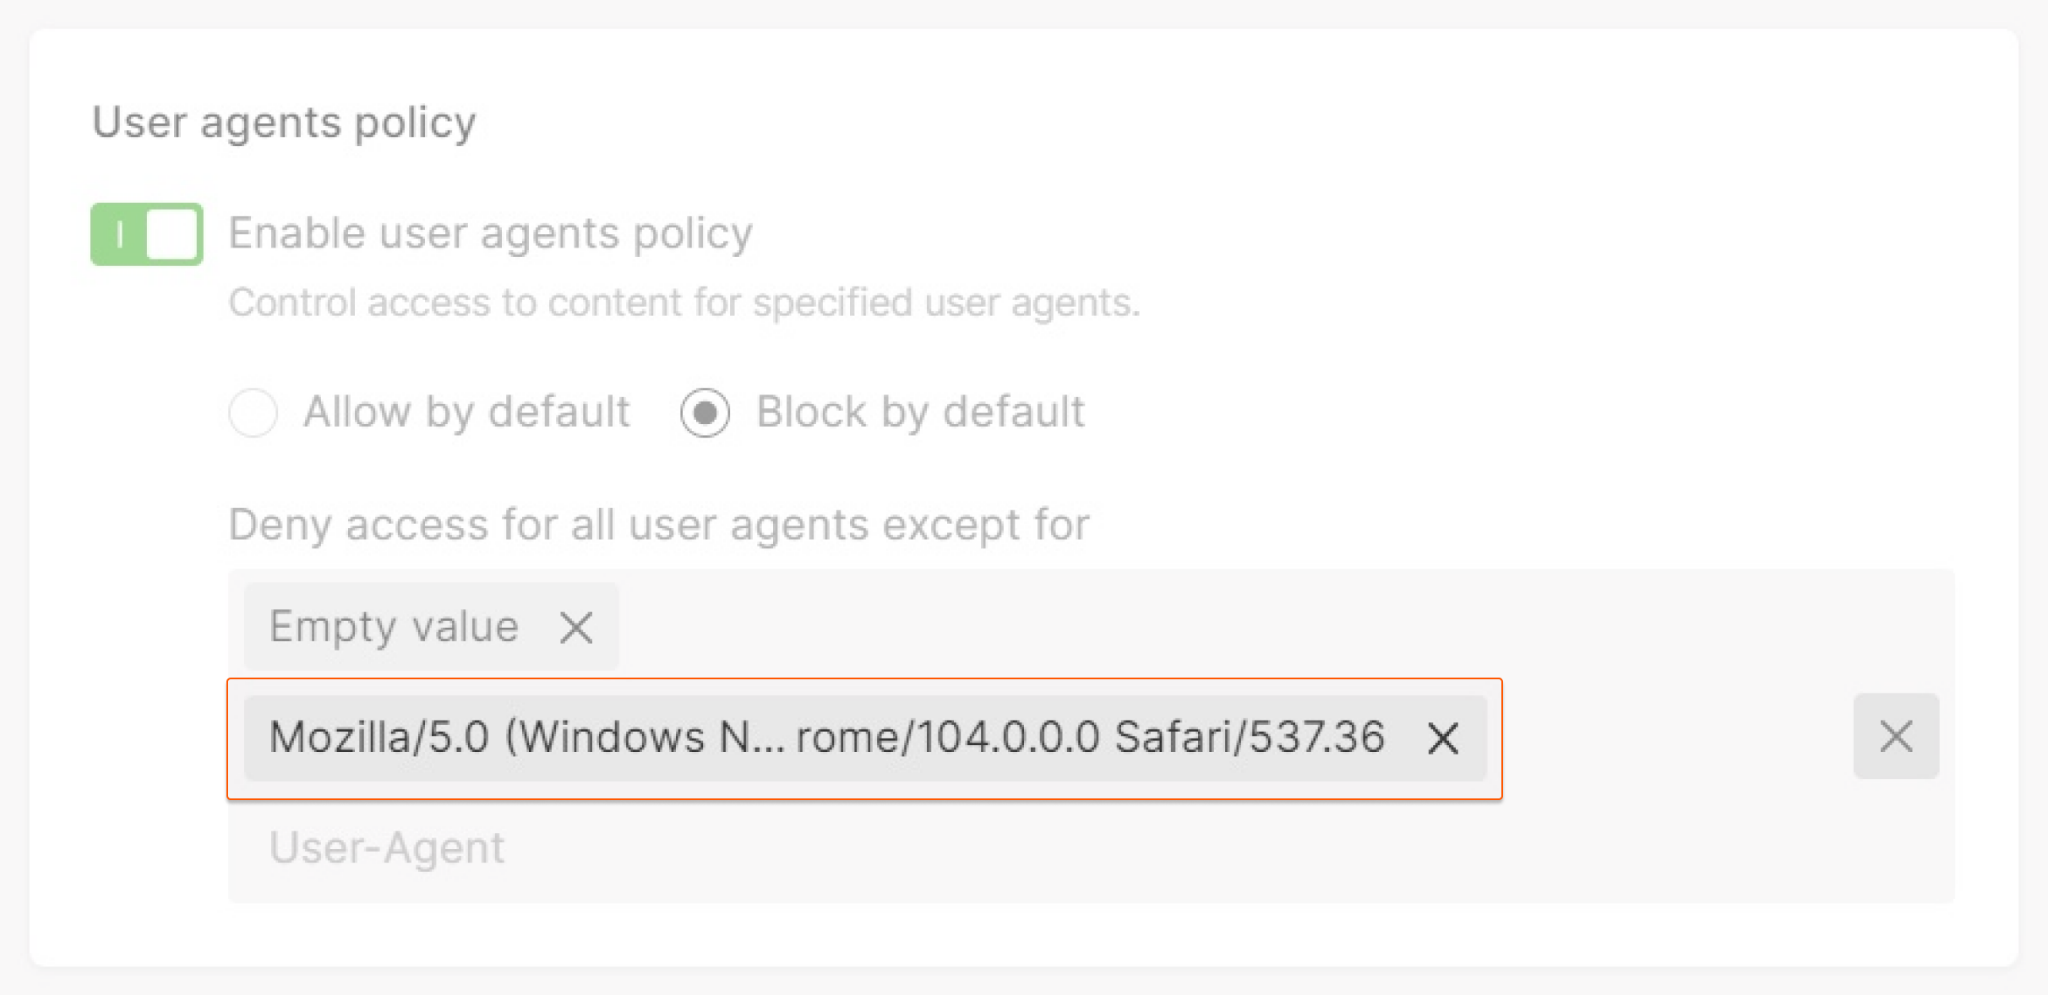 User agents policy
Enable user agents policy
Control access to content for specified user agents.
Allow by default Block by default
Deny access for all user agents except for
Empty value
Mozilla/5.0 (Windows N... rome/104.0.0.0 Safari/537.36
User-Agent